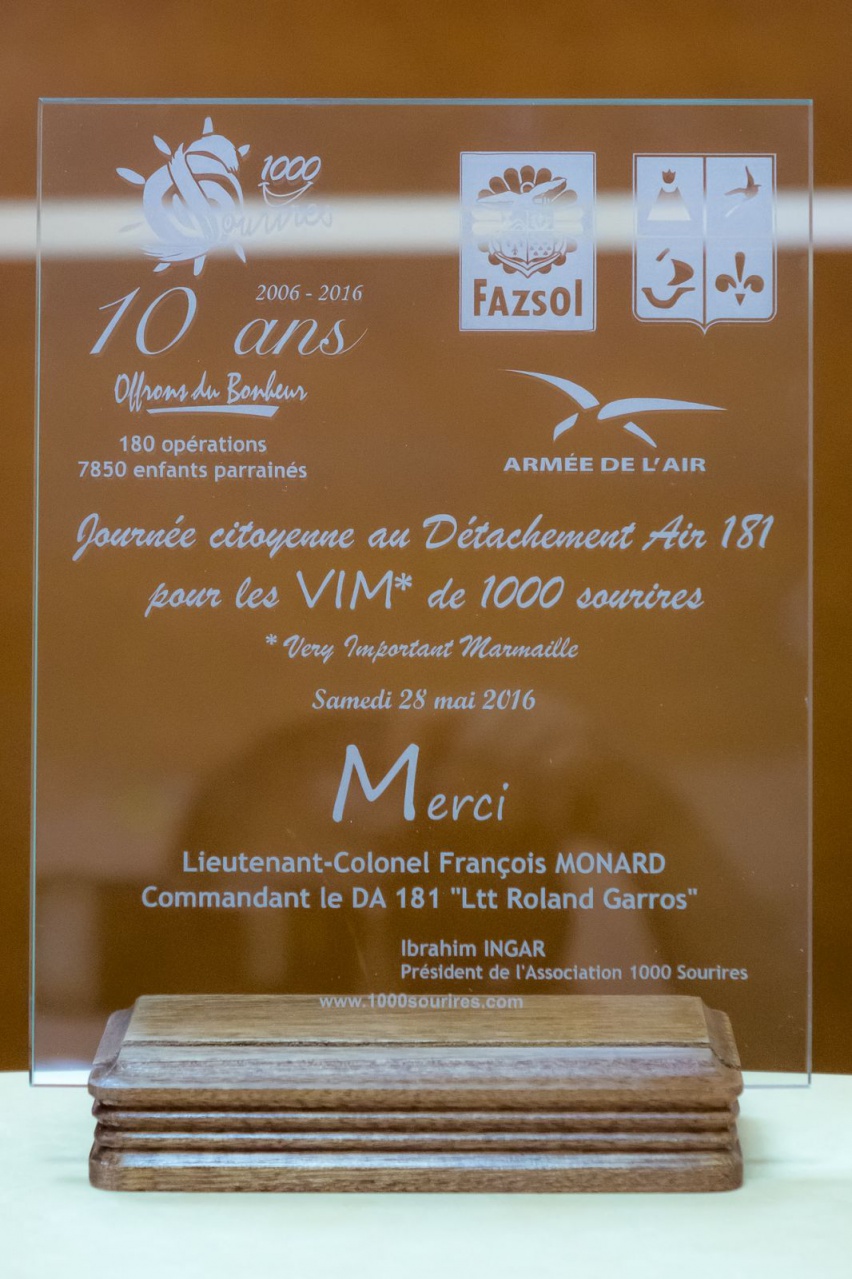 1000
Sourires
2006 - 2016
10 ans
Offrons du Bonheur
180 opérations
7850 enfants parrainés
FAZSOI
ARMÉE DE L'AIR
Journée citoyenne au Détachement Air 181
pour les VIM* de 1000 sourires
* Very Important Marmaille
Samedi 28 mai 2016
Merci
Lieutenant-Colonel François MONARD
Commandant le DA 181 "Ltt Roland Garros"
Ibrahim INGAR
Président de l'Association 1000 Sourires
www.1000sourires.com